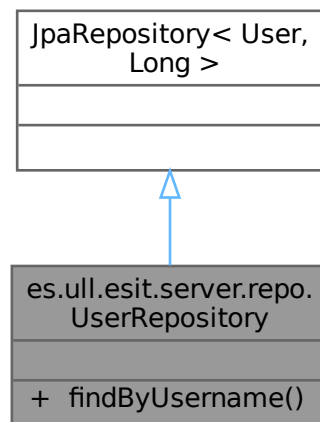 JpaRepository< User,
Long >
es.ull.esit.server.repo.
UserRepository
+ findByUsername()